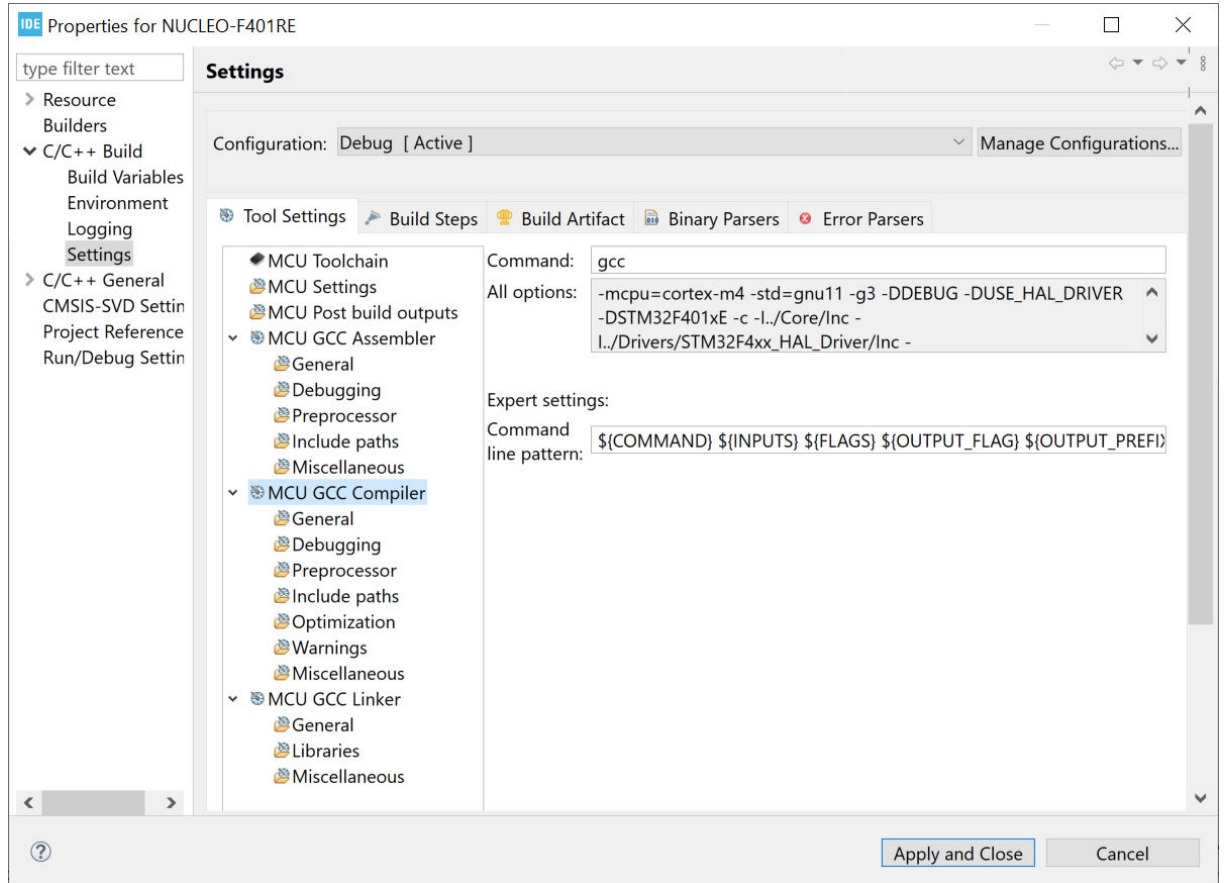 IDE Properties for NUCLEO-F401RE
type filter text
Resource
Builders
C/C++ Build
Build Variables
Environment
Logging
Settings
C/C++ General
CMSIS-SVD Settin
Project Reference
Run/Debug Settin
Settings
Configuration: Debug [ Active ] Manage Configurations...
Tool Settings Build Steps Build Artifact 010 Binary Parsers Error Parsers
MCU Toolchain
MCU Settings
MCU Post build outputs
MCU GCC Assembler
General
Debugging
Preprocessor
Include paths
Miscellaneous
MCU GCC Compiler
General
Debugging
Preprocessor
Include paths
Optimization
Warnings
Miscellaneous
MCU GCC Linker
General
Libraries
Miscellaneous
Command: gcc
All options: -mcpu=cortex-m4 -std=gnu11 -g3 -DDEBUG -DUSE_HAL_DRIVER
-DSTM32F401xE -c -I../Core/Inc -
I../Drivers/STM32F4xx_HAL_Driver/Inc -
Expert settings:
Command
line pattern: ${COMMAND} ${INPUTS} ${FLAGS} ${OUTPUT_FLAG} ${OUTPUT_PREFIX
? Apply and Close Cancel